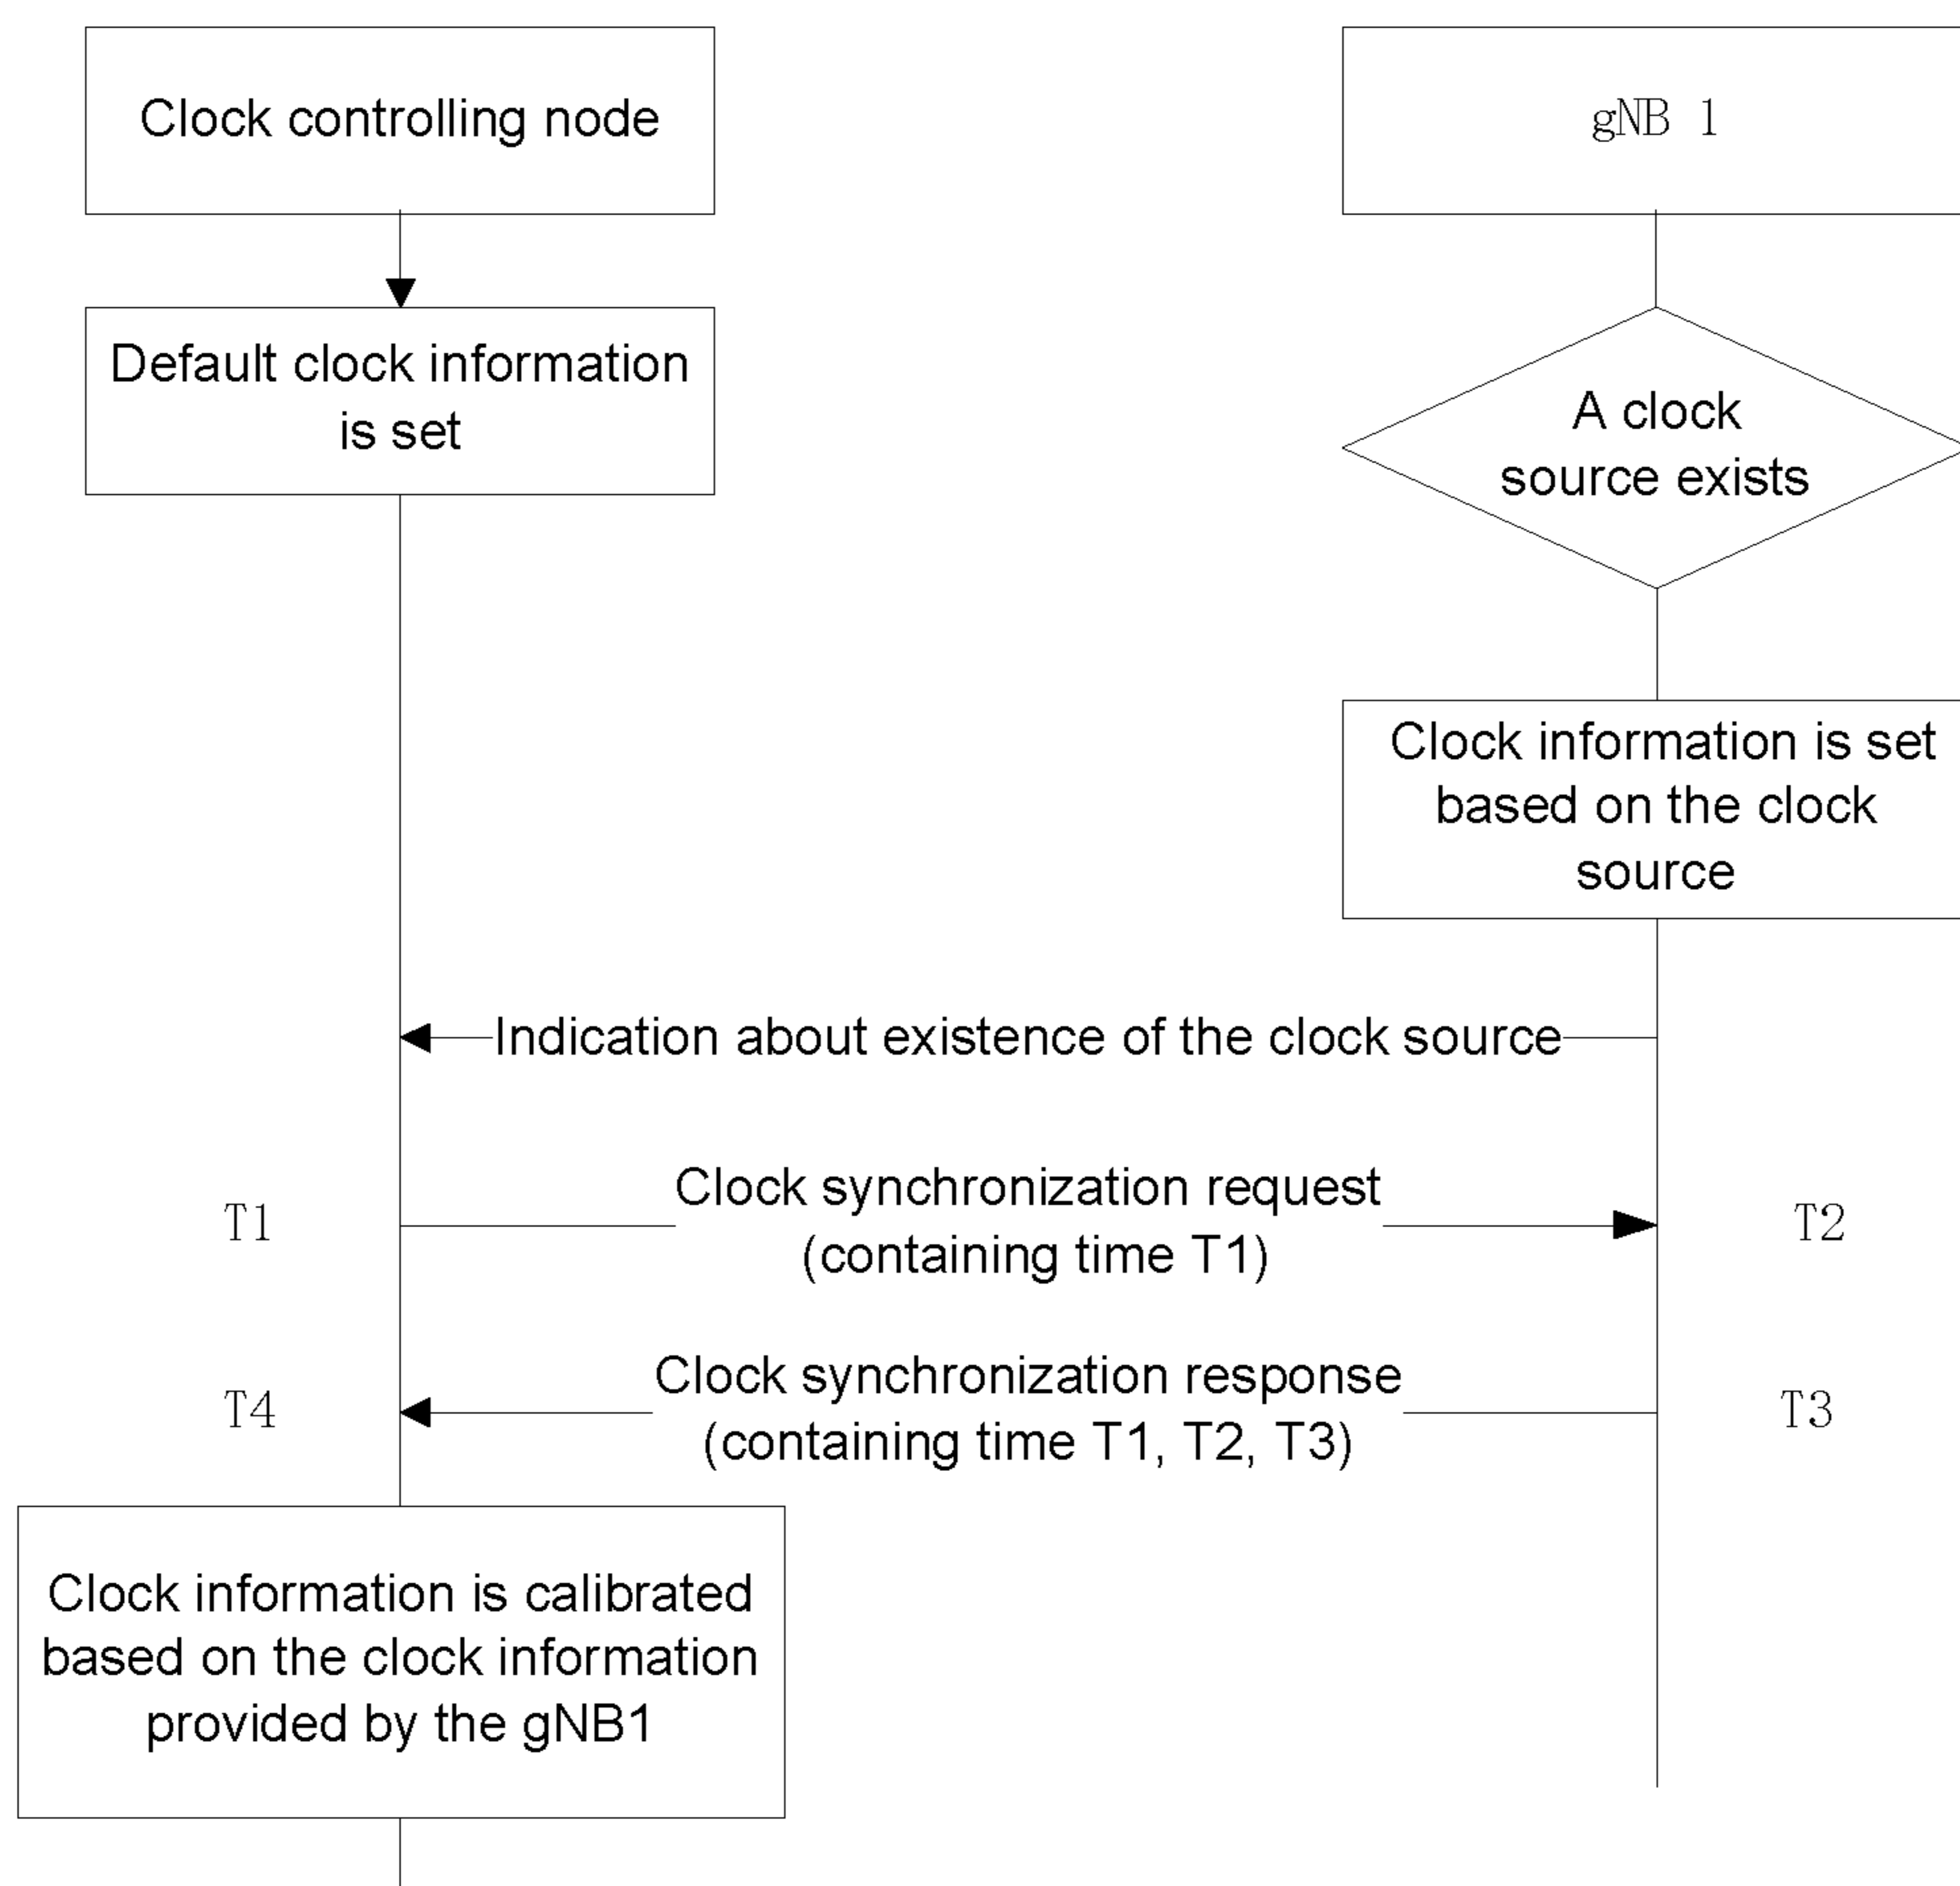 Clock controlling node
gNB 1
Default clock information
is set
A clock
source exists
Clock information is set
based on the clock
source
Indication about existence of the clock source
T1
Clock synchronization request
(containing time T1)
T2
T4
Clock synchronization response
(containing time T1, T2, T3)
T3
Clock information is calibrated
based on the clock information
provided by the gNB1